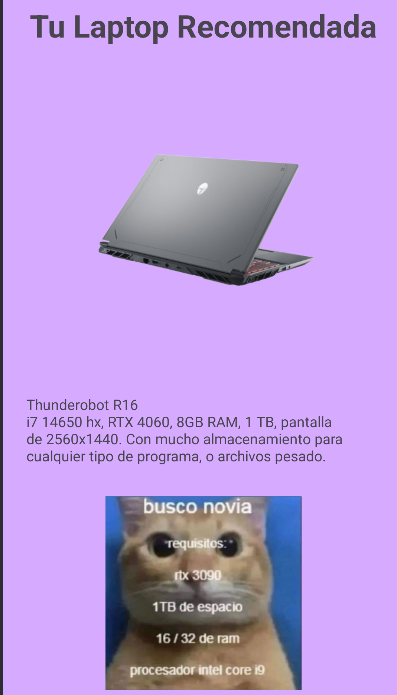 Tu Laptop Recomendada
Thunderobot R16
i7 14650 hx, RTX 4060, 8GB RAM, 1 TB, pantalla
de 2560x1440. Con mucho almacenamiento para
cualquier tipo de programa, o archivos pesado.
busco novia
requisitos:
rtx 3090
1TB de espacio
16 / 32 de ram
procesador intel core i9